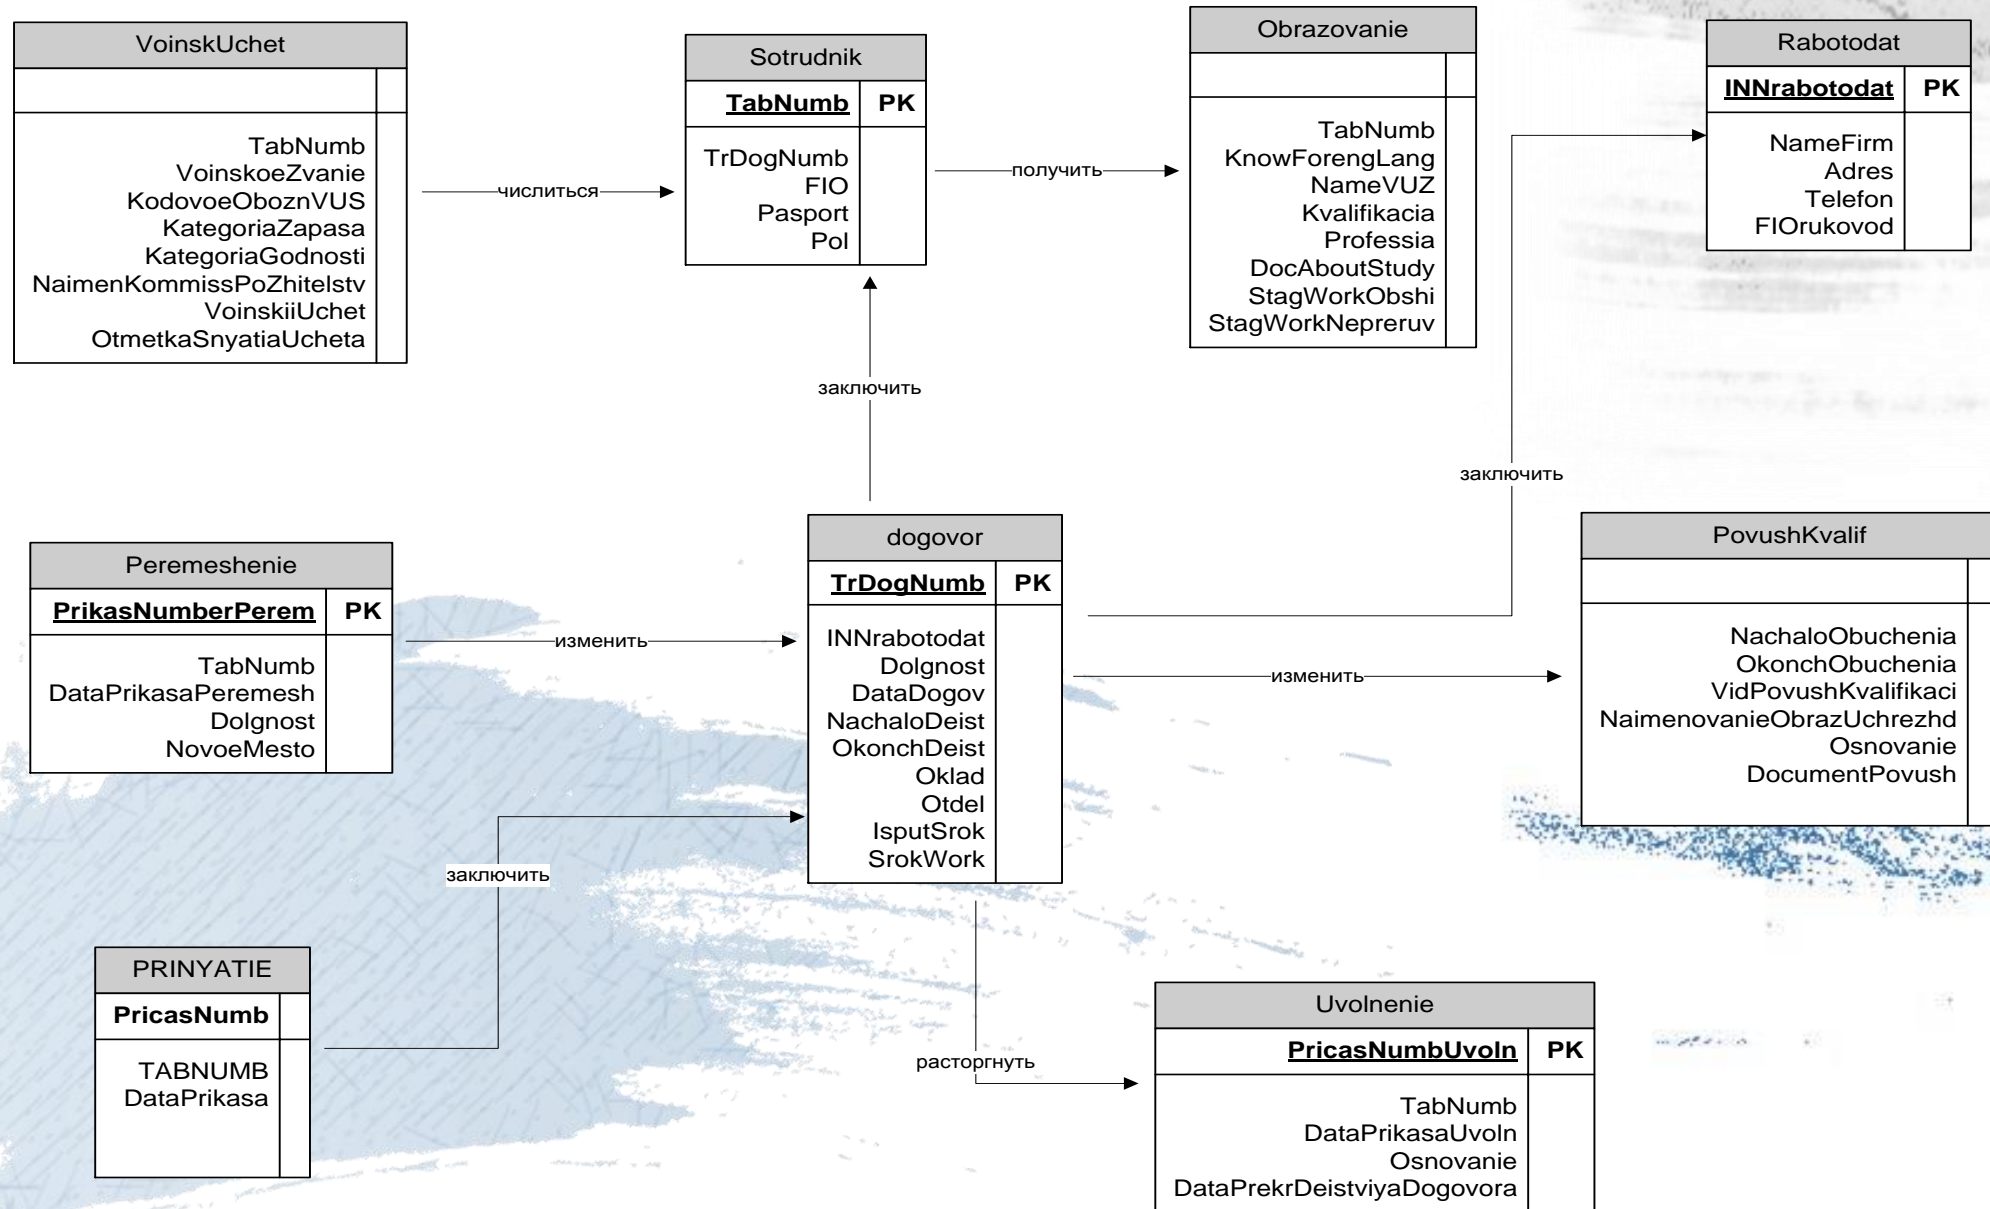 VoinskUchet
TabNumb
VoinskoeZvanie
KodovoeOboznVUS
KategoriaZapasa
KategoriaGodnosti
NaimenKommissPoZhitelstv
VoinskiiUchet
OtmetkaSnyatiaUcheta
числиться
Sotrudnik
TabNumb PK
TrDogNumb
FIO
Pasport
Pol
получить
Obrazovanie
TabNumb
KnowForengLang
NameVUZ
Kvalifikacia
Professia
DocAboutStudy
StagWorkObshi
StagWorkNepreruv
Rabotodat
INNrabotodat PK
NameFirm
Adres
Telefon
FIOrukovod
заключить
заключить
Peremeshenie
PrikasNumberPerem PK
TabNumb
DataPrikasaPeremesh
Dolgnost
NovoeMesto
изменить
dogovor
TrDogNumb PK
INNrabotodat
Dolgnost
DataDogov
NachaloDeist
OkonchDeist
Oklad
Otdel
IsputSrok
SrokWork
изменить
PovushKvalif
NachaloObuchenia
OkonchObuchenia
VidPovushKvalifikaci
NaimenovanieObrazUchrezhd
Osnovanie
DocumentPovush
заключить
PRINYATIE
PricasNumb
TABNUMB
DataPrikasa
расторгнуть
Uvolnenie
PricasNumbUvoln PK
TabNumb
DataPrikasaUvoln
Osnovanie
DataPrekrDeistviyaDogovora